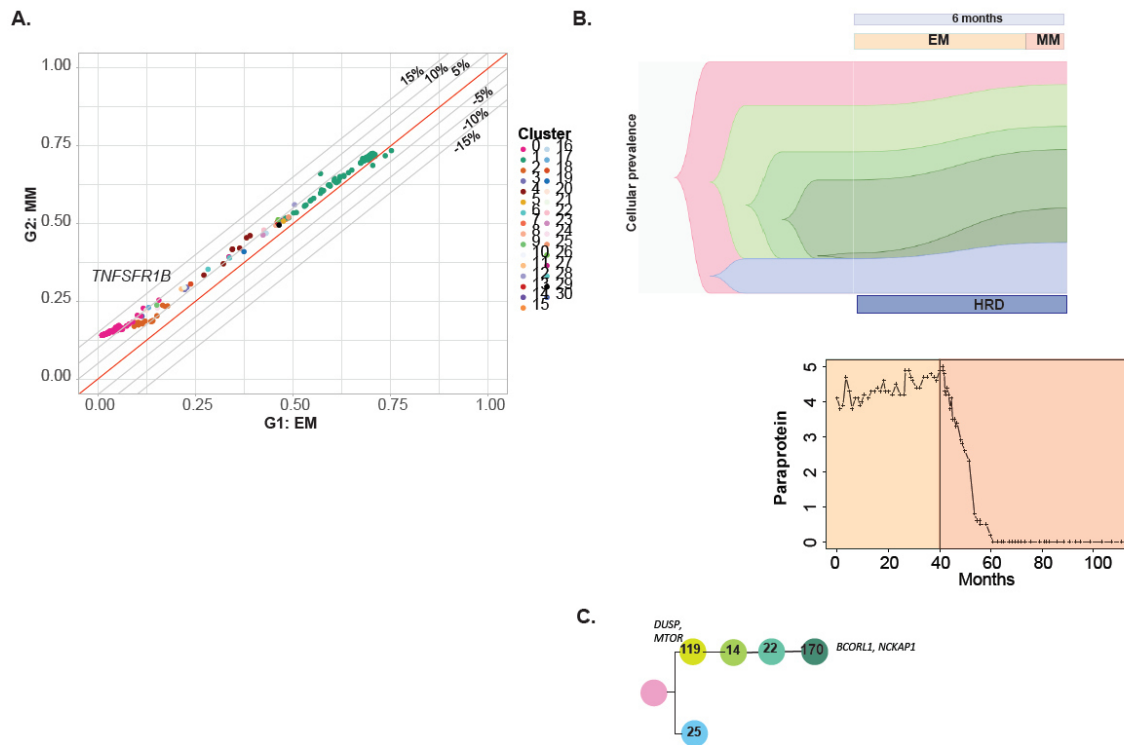 A.
1.00
0.75
0.50
0.25
0.00
G2: MM
15%
10%
5%
-5%
-10%
-15%
TNFSFR1B
0.00
0.25
0.50
0.75
1.00
G1: EM
Cluster
0 16
1 17
2 18
3 19
4 20
5 21
6 22
7 23
8 24
9 25
10 26
11 27
12 28
13 29
14 30
15
B.
6 months
EM MM
Cellular prevalence
HRD
Paraprotein
5
4
3
2
1
0
0 20 40 60 80 100
Months
C.
DUSP,
MTOR
119 14 22 170
BCORL1, NCKAP1
25